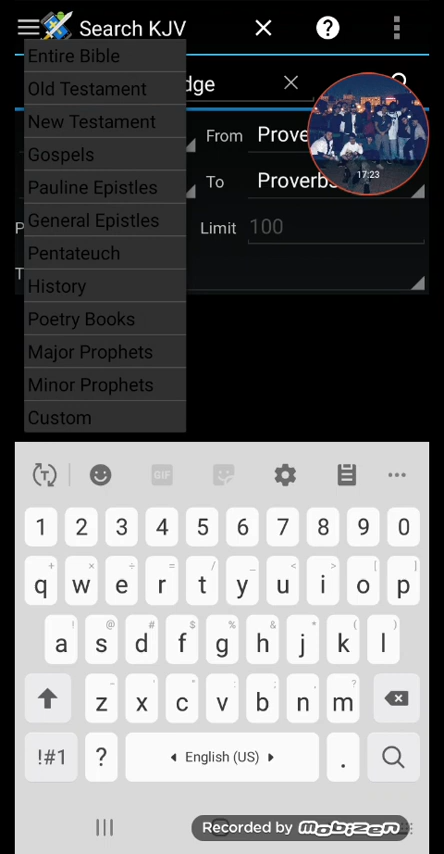 Search KJV
Entire Bible
Old Testament
dge
New Testament
From
Prove
Gospels
Pauline Epistles
To
Proverbs
17:23
General Epistles
P
Limit
100
Pentateuch
T
History
Poetry Books
Major Prophets
Minor Prophets
Custom
GIF
1 2 3 4 5 6 7 8 9 0
q w e r t y u i o p
a s d f g h j k l
z x c v b n m
!#1 ? English (US) .
Recorded by mobizen